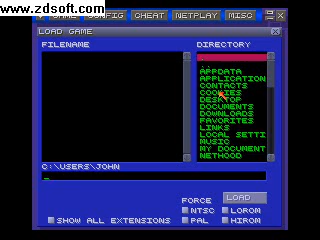 www.zdsoft.com
GAME CONFIG CHEAT NETPLAY MISC
LOAD GAME
FILENAME DIRECTORY
.
..
APPDATA
APPLICATION
CONTACTS
COOKIES
DESKTOP
DOCUMENTS
DOWNLOADS
FAVORITES
LINKS
LOCAL SETTI
MUSIC
MY DOCUMENT
NETHOOD
C:\USERS\JOHN
FORCE LOAD
NTSC LOROM
SHOW ALL EXTENSIONS PAL HIROM